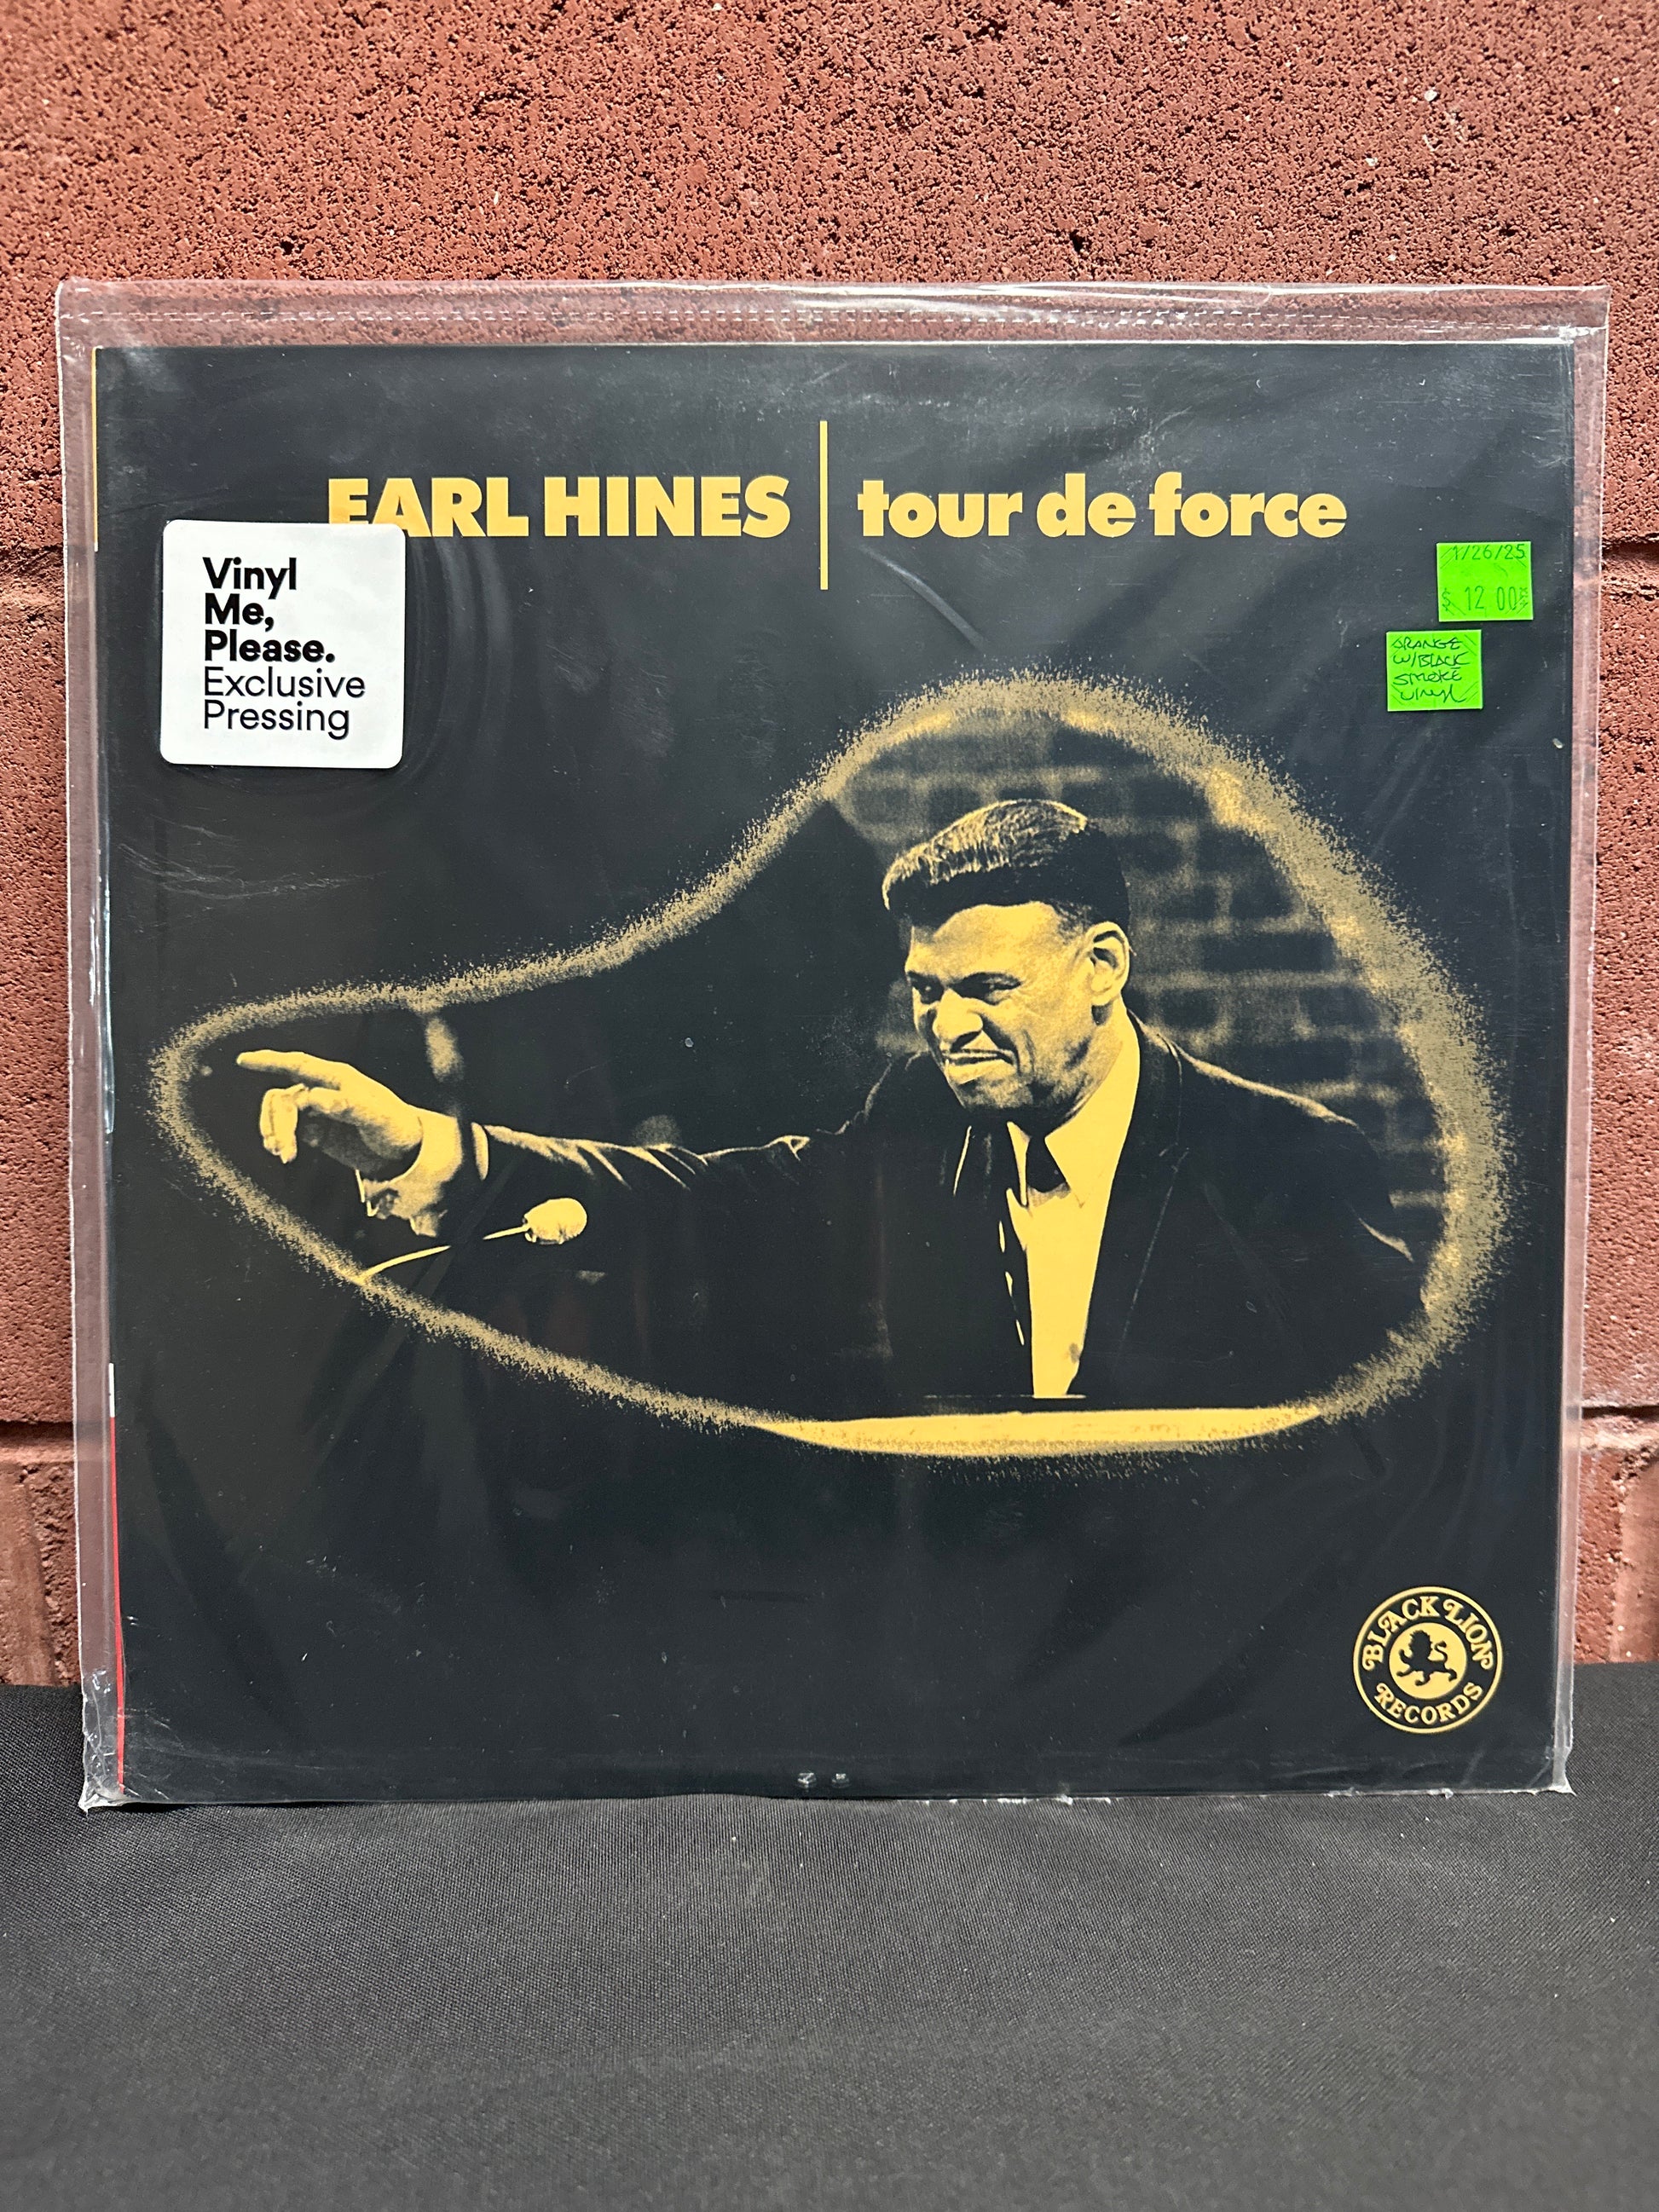 EARL HINES | tour de force
Vinyl
Me,
Please.
Exclusive
Pressing
1/26/25
$ 12.00
ORANGE
W/BLACK
SMOKE
VINYL
BLACK LION
RECORDS